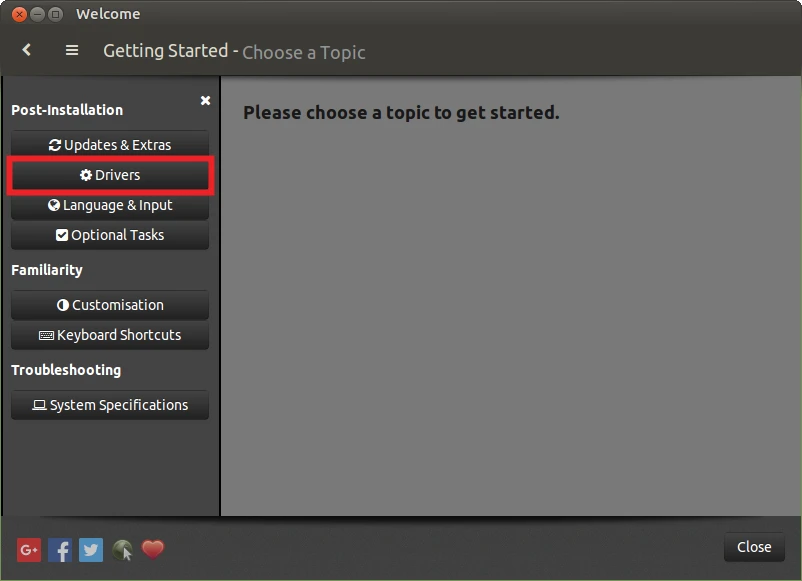 Welcome
Getting Started - Choose a Topic
Post-Installation
Updates & Extras
Drivers
Language & Input
Optional Tasks
Familiarity
Customisation
Keyboard Shortcuts
Troubleshooting
System Specifications
Please choose a topic to get started.
G+
f
Close